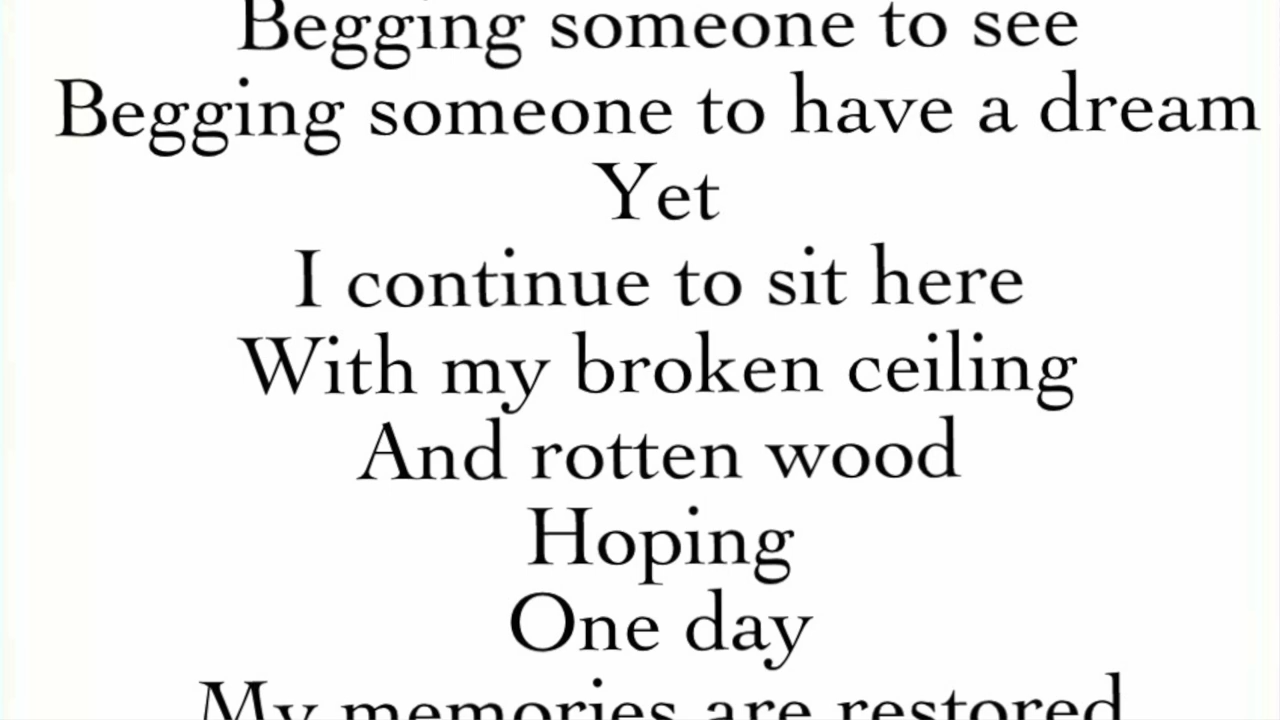 Begging someone to see
Begging someone to have a dream
Yet
I continue to sit here
With my broken ceiling
And rotten wood
Hoping
One day
My memories are restored